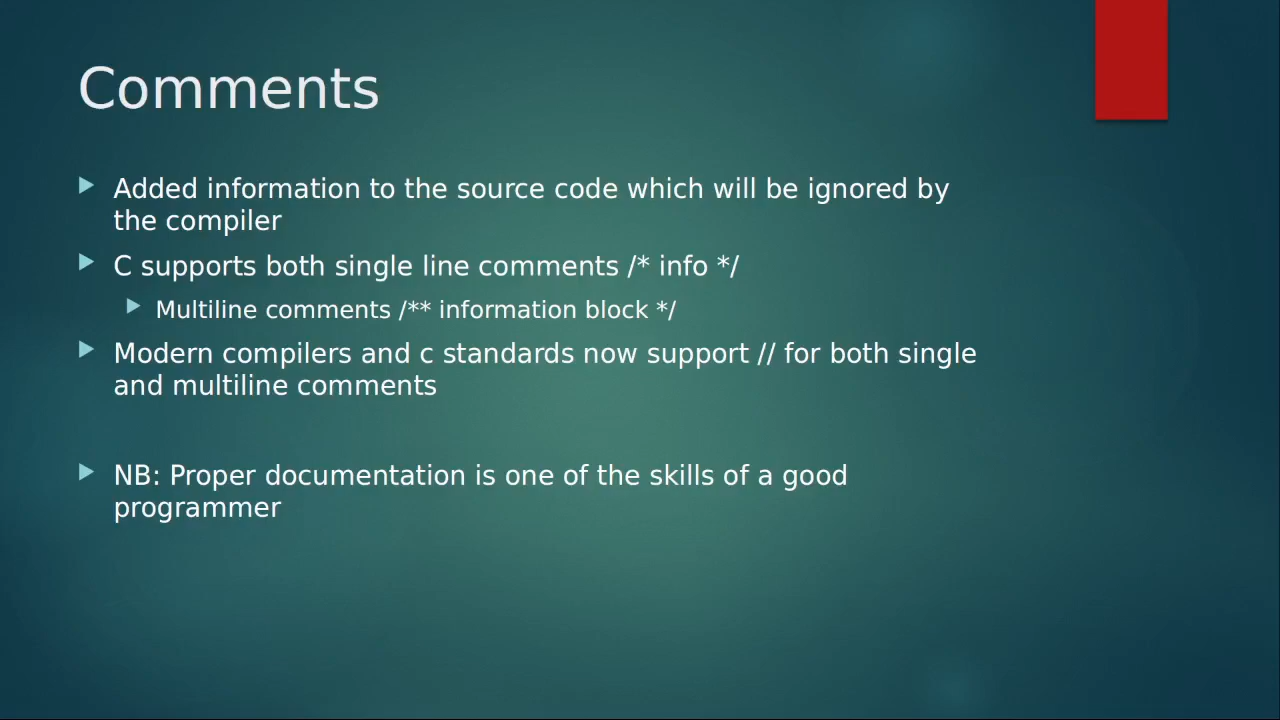 Comments
Added information to the source code which will be ignored by
the compiler
C supports both single line comments /* info */
Multiline comments /** information block */
Modern compilers and c standards now support // for both single
and multiline comments
NB: Proper documentation is one of the skills of a good
programmer